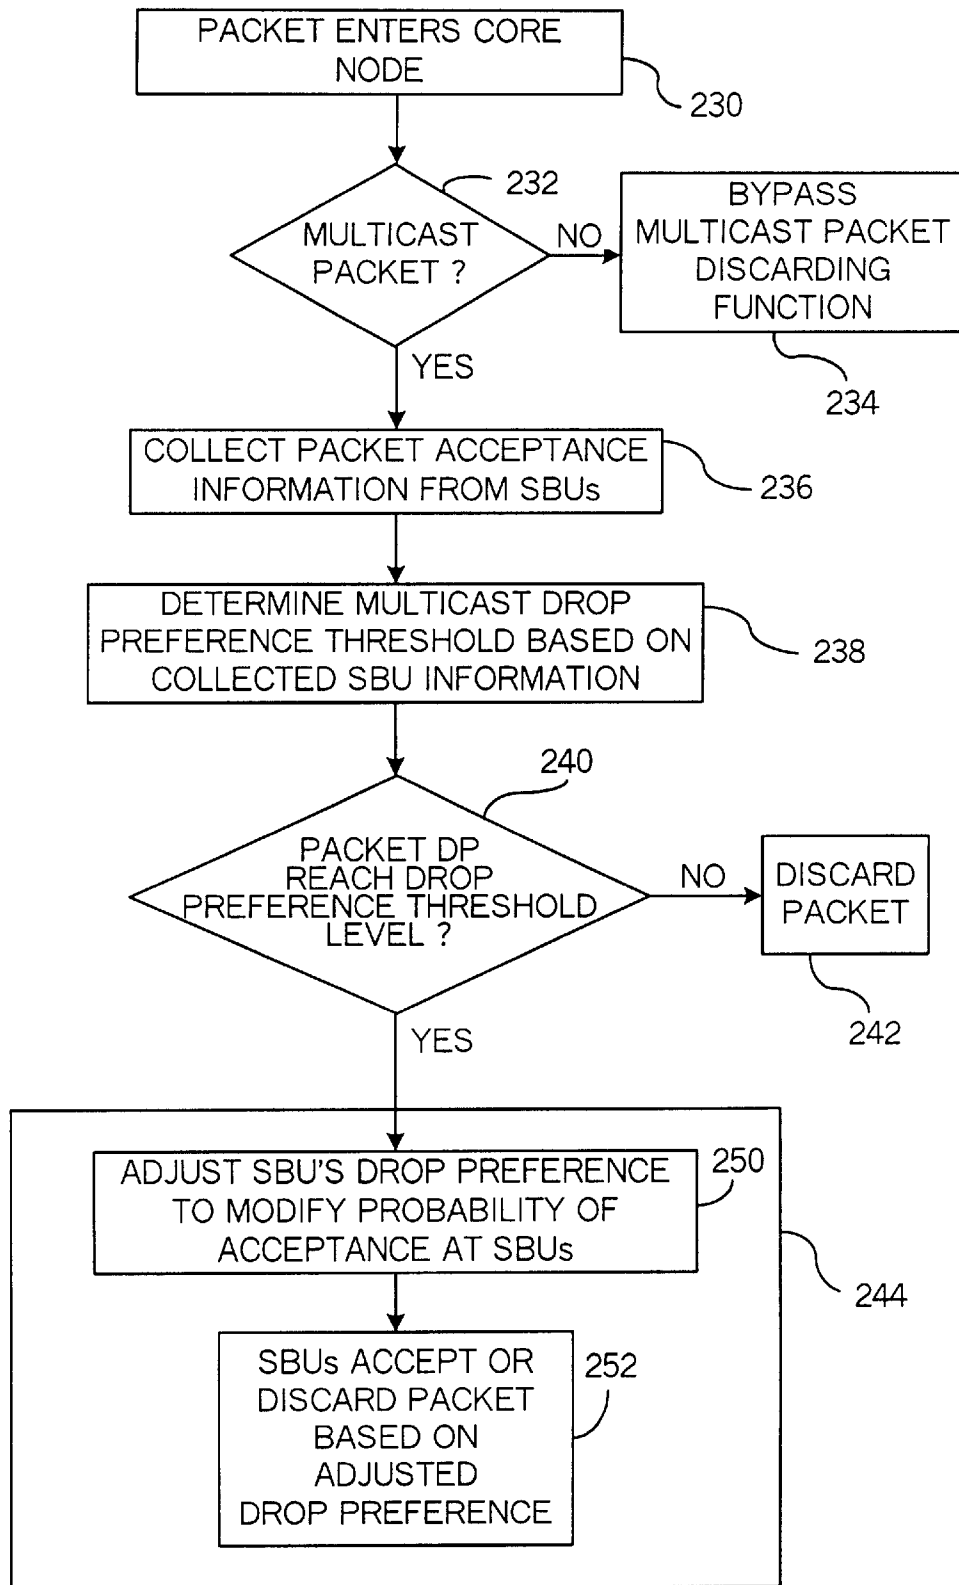 PACKET ENTERS CORE
NODE
230
232
MULTICAST
PACKET ?
NO
BYPASS
MULTICAST PACKET
DISCARDING
FUNCTION
234
YES
COLLECT PACKET ACCEPTANCE
INFORMATION FROM SBUs
236
DETERMINE MULTICAST DROP
PREFERENCE THRESHOLD BASED ON
COLLECTED SBU INFORMATION
238
240
PACKET DP
REACH DROP
PREFERENCE THRESHOLD
LEVEL ?
NO
DISCARD
PACKET
242
YES
ADJUST SBU'S DROP PREFERENCE
TO MODIFY PROBABILITY OF
ACCEPTANCE AT SBUs
250
244
SBUs ACCEPT OR
DISCARD PACKET
BASED ON
ADJUSTED
DROP PREFERENCE
252